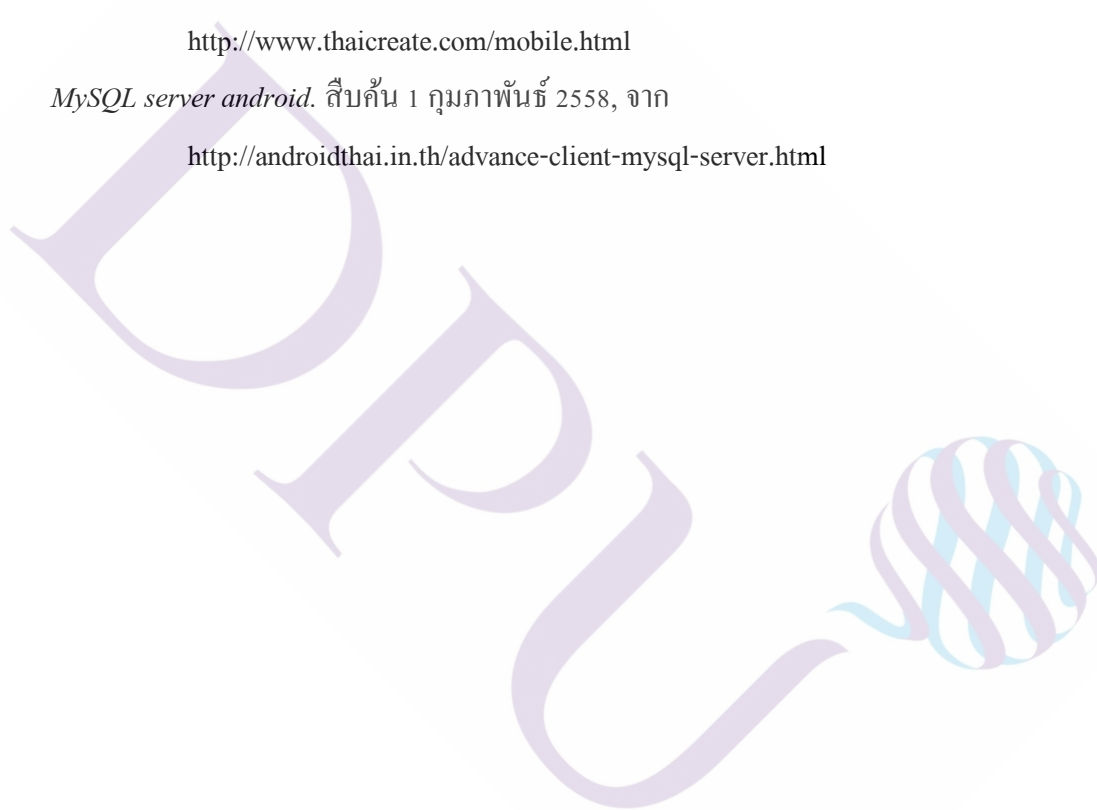 http://www.thaicreate.com/mobile.html
MySQL server android. สืบค้น 1 กุมภาพันธ์ 2558, จาก
http://androidthai.in.th/advance-client-mysql-server.html
DPU